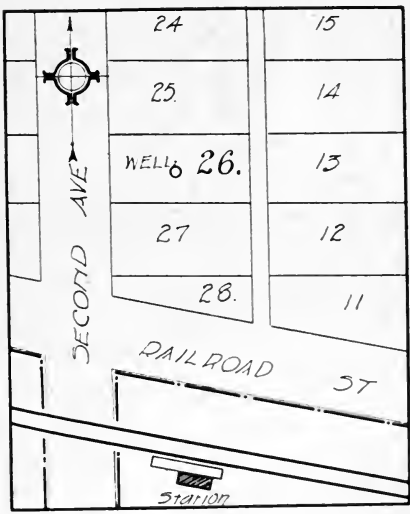 24 15
25. 14
WELL 26. 13
27 12
28. 11
SECOND AVE
RAILROAD ST
Station